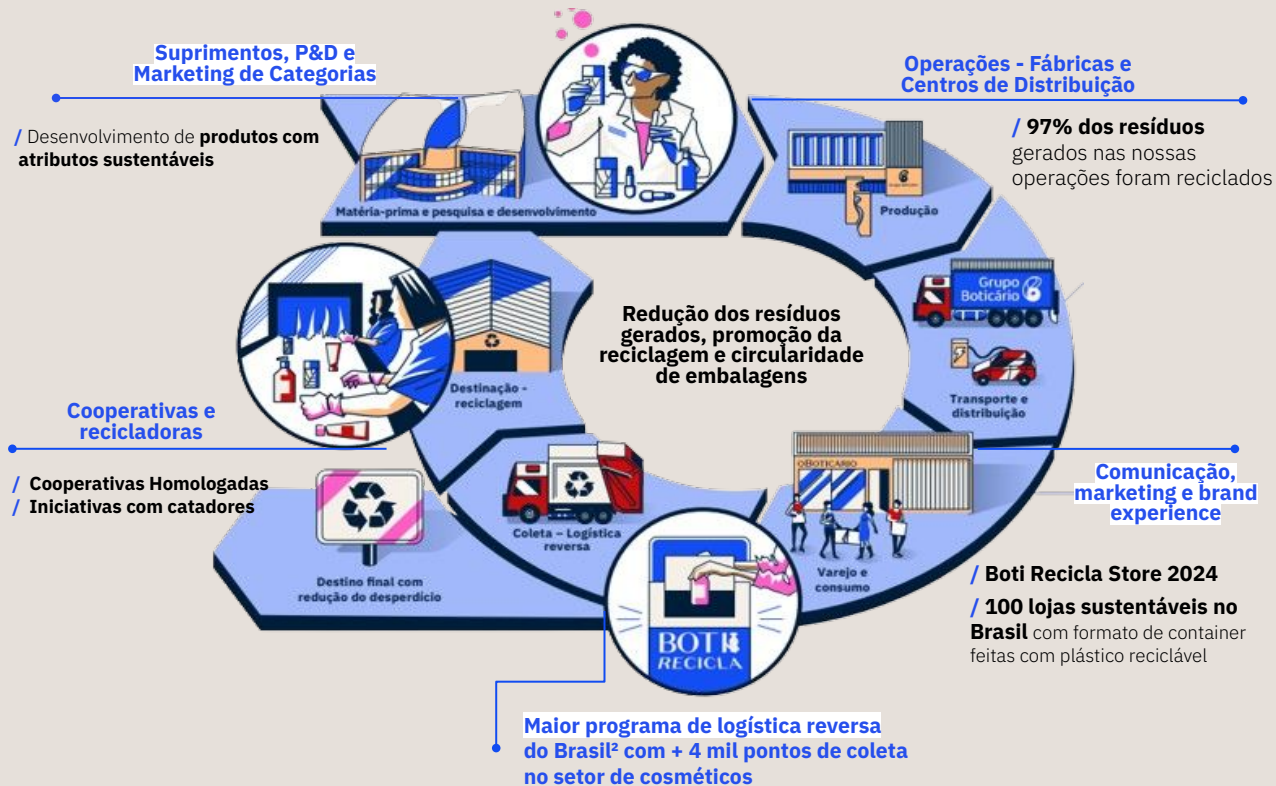 Suprimentos, P&D e
Marketing de Categorias
/ Desenvolvimento de produtos com
atributos sustentáveis
Matéria-prima e pesquisa e desenvolvimento
Operações - Fábricas e
Centros de Distribuição
/ 97% dos resíduos
gerados nas nossas
operações foram reciclados
Grupo Boticário
Produção
Grupo
Boticário
Transporte e
distribuição
Redução dos resíduos
gerados, promoção da
reciclagem e circularidade
de embalagens
Destinação -
reciclagem
Cooperativas e
recicladoras
/ Cooperativas Homologadas
/ Iniciativas com catadores
Comunicação,
marketing e brand
experience
/ Boti Recicla Store 2024
/ 100 lojas sustentáveis no
Brasil com formato de container
feitas com plástico reciclável
OBOTICÁRIO
Varejo e
consumo
Coleta – Logística
reversa
Destino final com
redução do desperdício
BOTI
RECICLA
Maior programa de logística reversa
do Brasil² com + 4 mil pontos de coleta
no setor de cosméticos